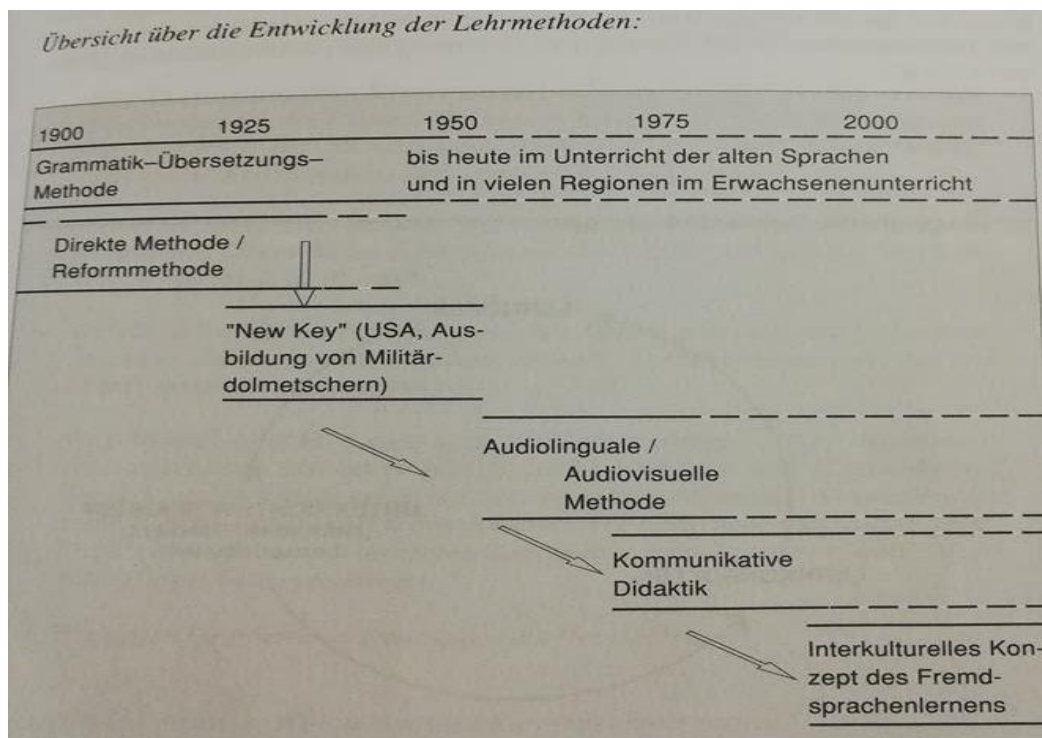 Übersicht über die Entwicklung der Lehrmethoden:
1900 1925 1950 1975 2000
Grammatik–Übersetzungs–
Methode
bis heute im Unterricht der alten Sprachen
und in vielen Regionen im Erwachsenenunterricht
Direkte Methode /
Reformmethode
"New Key" (USA, Aus-
bildung von Militär-
dolmetschern)
Audiolinguale /
Audiovisuelle
Methode
Kommunikative
Didaktik
Interkulturelles Kon-
zept des Fremd-
sprachenlernens